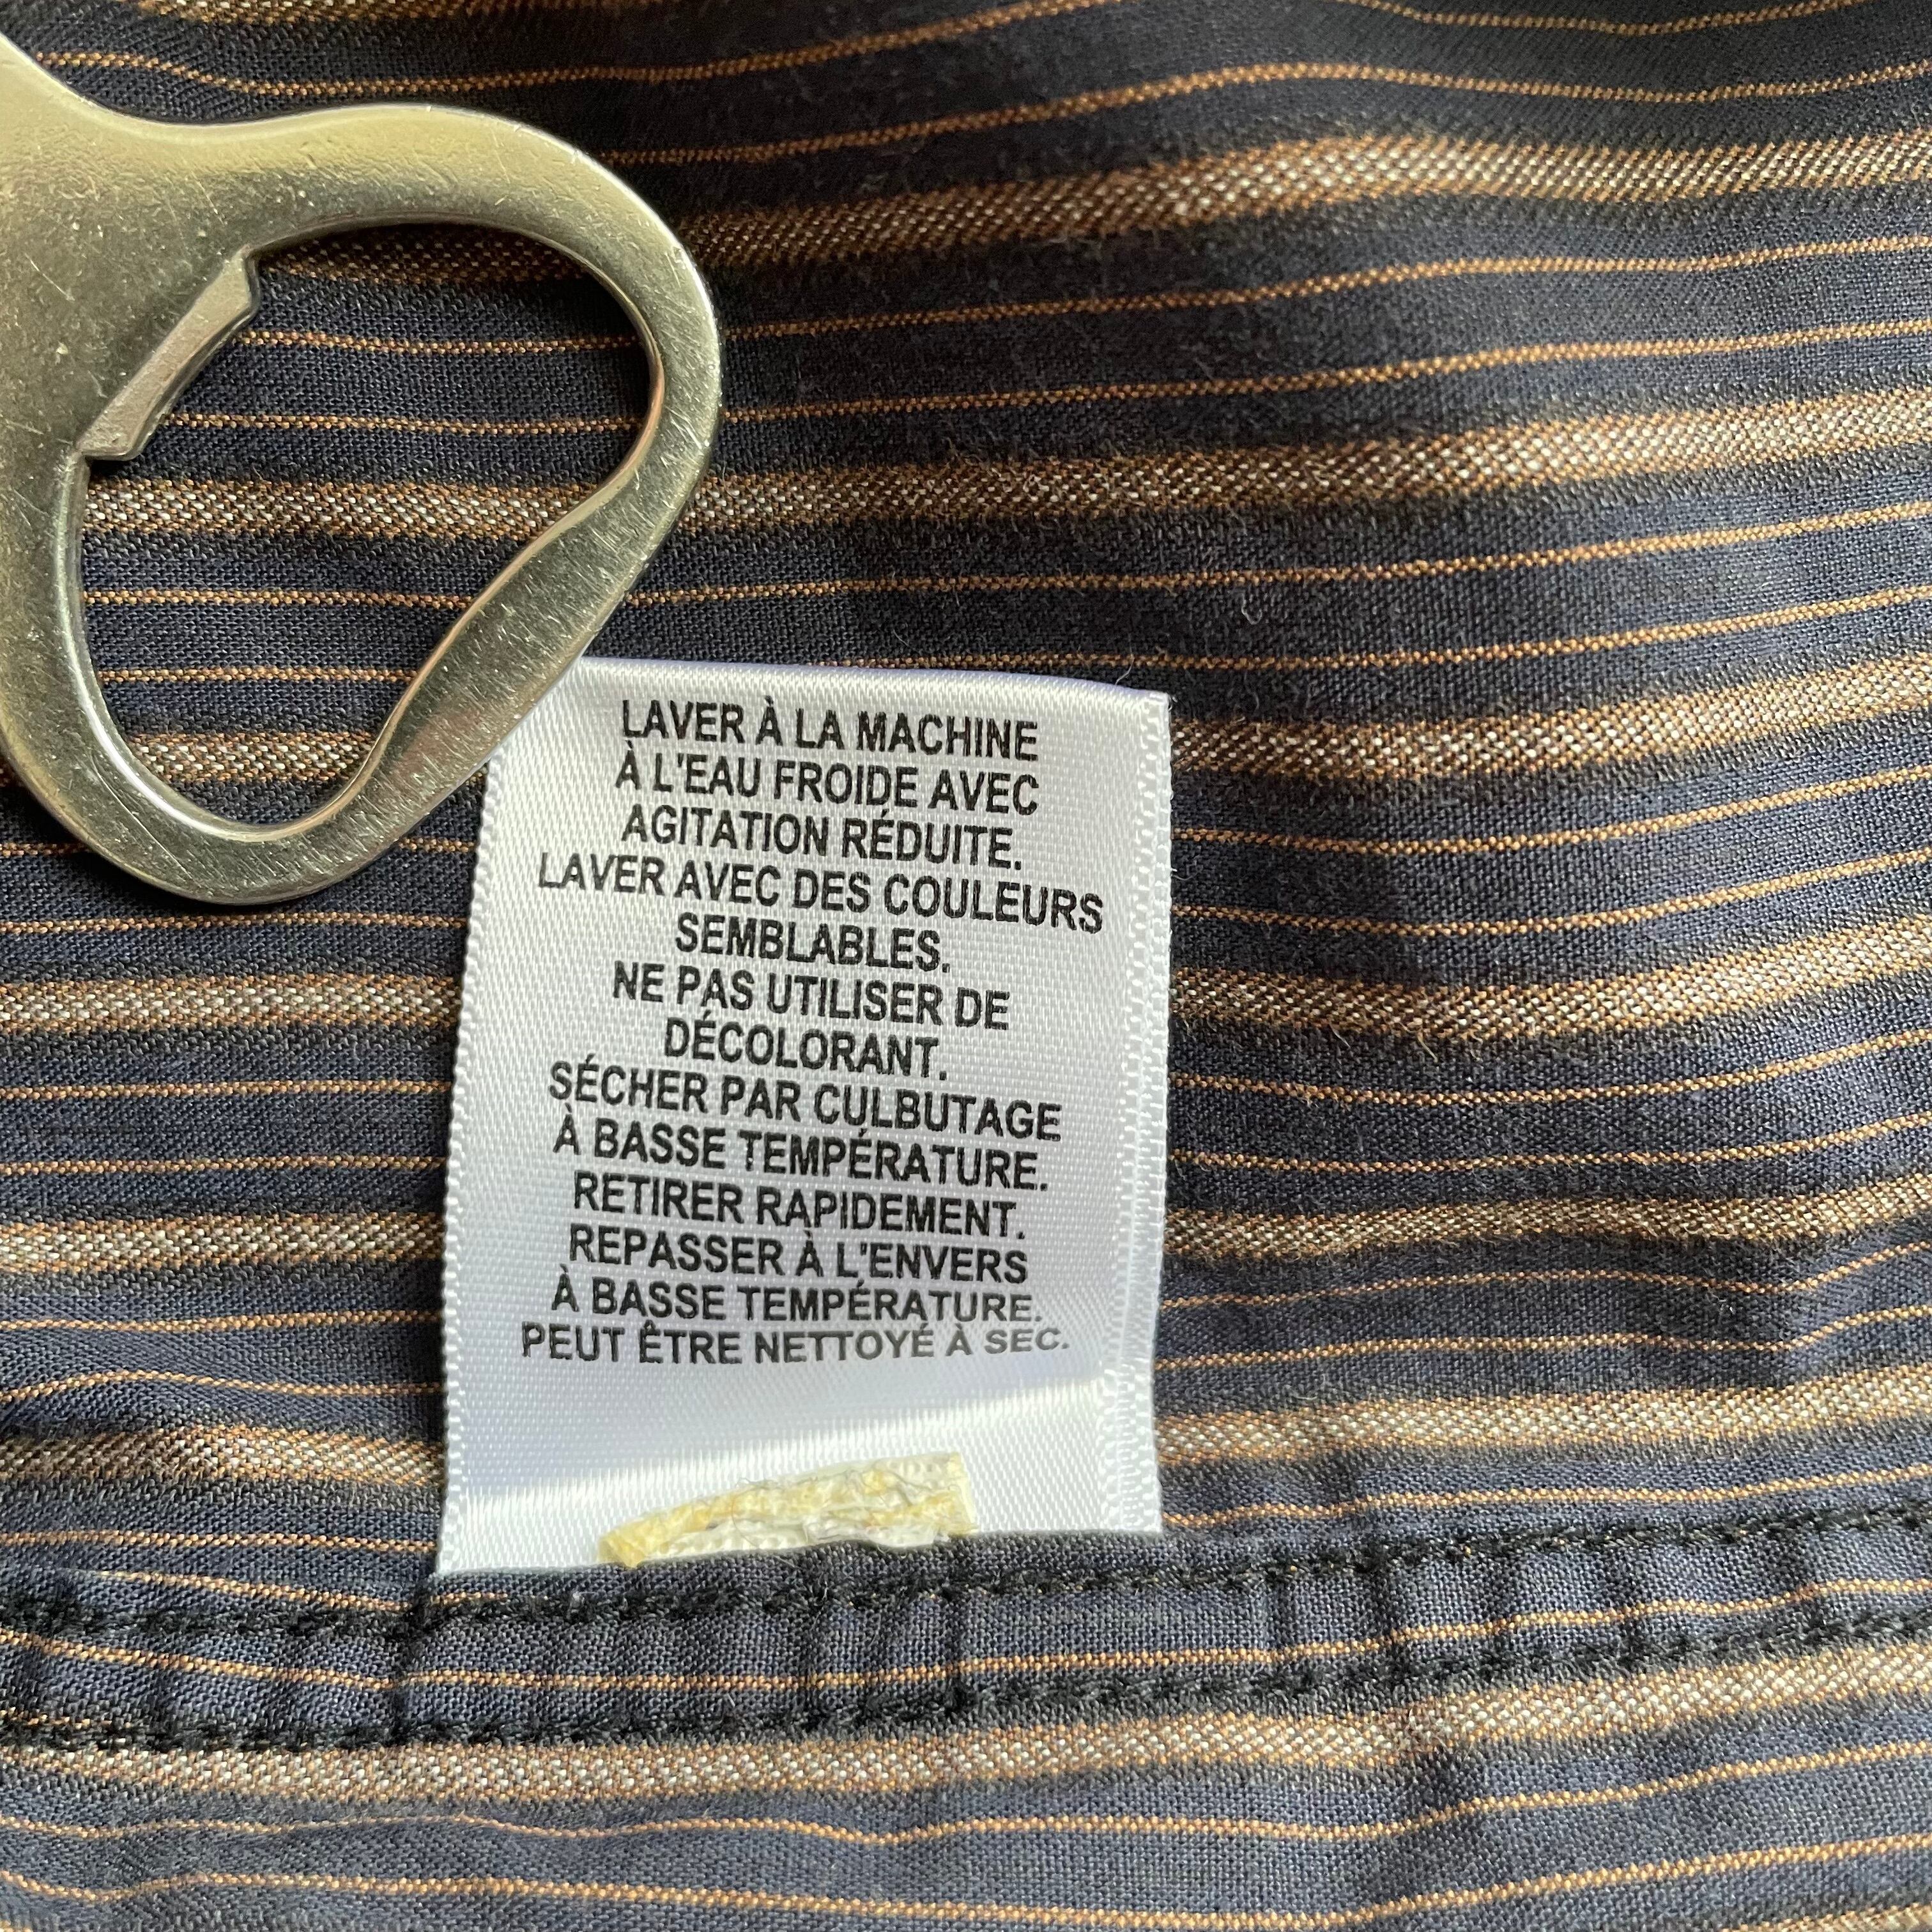 LAVER À LA MACHINE
À L'EAU FROIDE AVEC
AGITATION RÉDUITE.
LAVER AVEC DES COULEURS
SEMBLABLES.
NE PAS UTILISER DE
DÉCOLORANT.
SÉCHER PAR CULBUTAGE
À BASSE TEMPÉRATURE.
RETIRER RAPIDEMENT.
REPASSER À L'ENVERS
À BASSE TEMPÉRATURE.
PEUT ÊTRE NETTOYÉ À SEC.